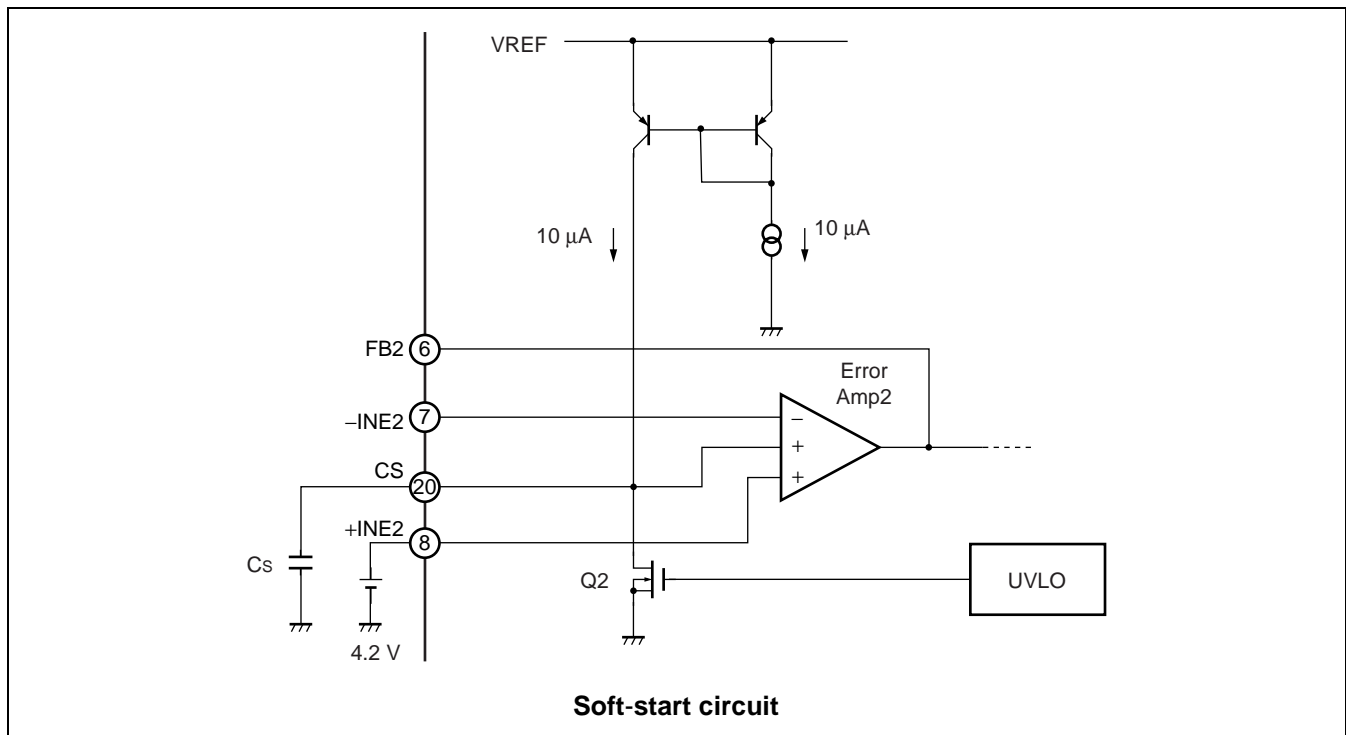 VREF
10 μA
10 μA
FB2 6
Error
Amp2
−INE2 7
−
+
CS 20
+
+INE2 8
Cs
4.2 V
Q2
UVLO
Soft-start circuit